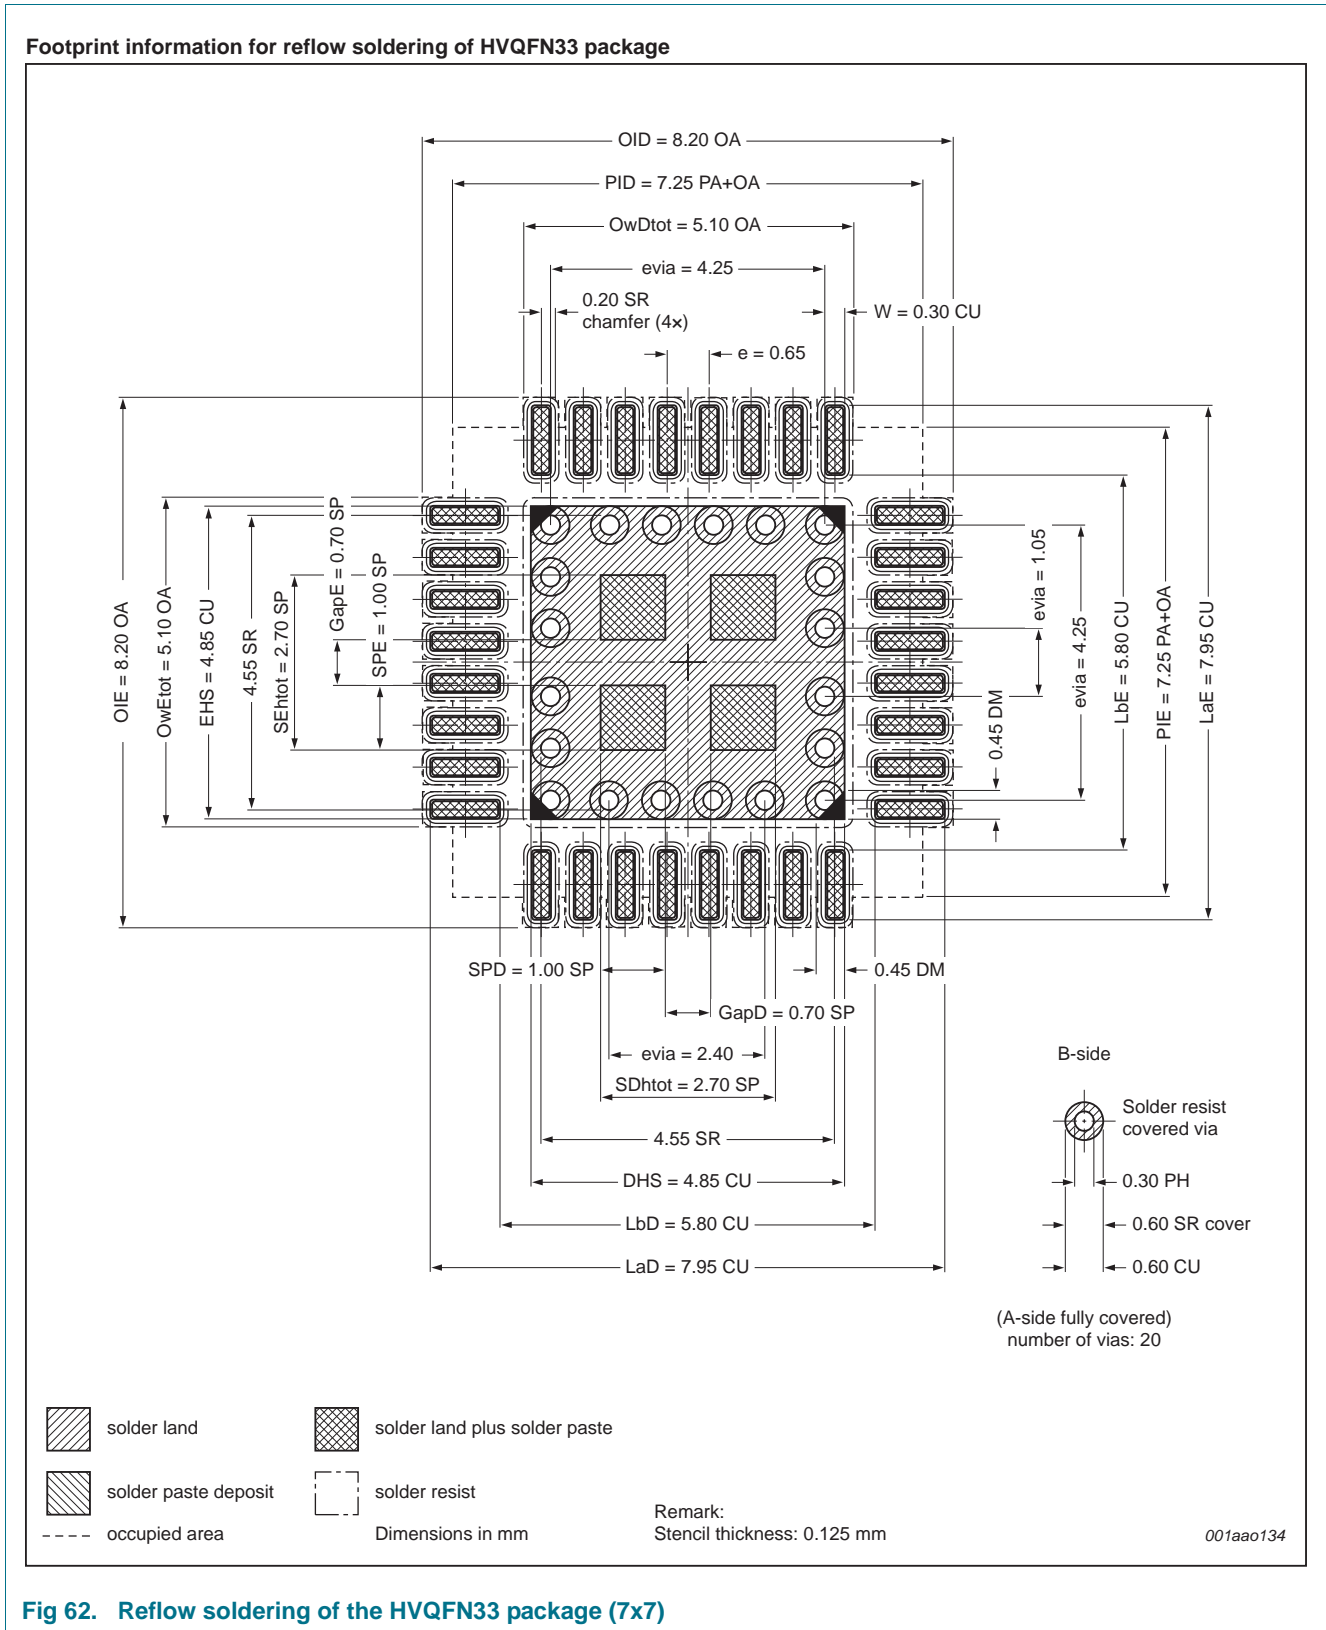 Footprint information for reflow soldering of HVQFN33 package
OID = 8.20 OA
PID = 7.25 PA+OA
OwDtot = 5.10 OA
evia = 4.25
0.20 SR
chamfer (4×)
W = 0.30 CU
e = 0.65
OIE = 8.20 OA
OwEtot = 5.10 OA
EHS = 4.85 CU
4.55 SR
SEhtot = 2.70 SP
GapE = 0.70 SP
SPE = 1.00 SP
evia = 1.05
0.45 DM
evia = 4.25
LbE = 5.80 CU
PIE = 7.25 PA+OA
LaE = 7.95 CU
SPD = 1.00 SP
0.45 DM
GapD = 0.70 SP
evia = 2.40
SDhtot = 2.70 SP
4.55 SR
DHS = 4.85 CU
LbD = 5.80 CU
LaD = 7.95 CU
B-side
Solder resist
covered via
0.30 PH
0.60 SR cover
0.60 CU
(A-side fully covered)
number of vias: 20
solder land
solder land plus solder paste
solder paste deposit
solder resist
occupied area
Dimensions in mm
Remark:
Stencil thickness: 0.125 mm
001aao134
Fig 62. Reflow soldering of the HVQFN33 package (7x7)